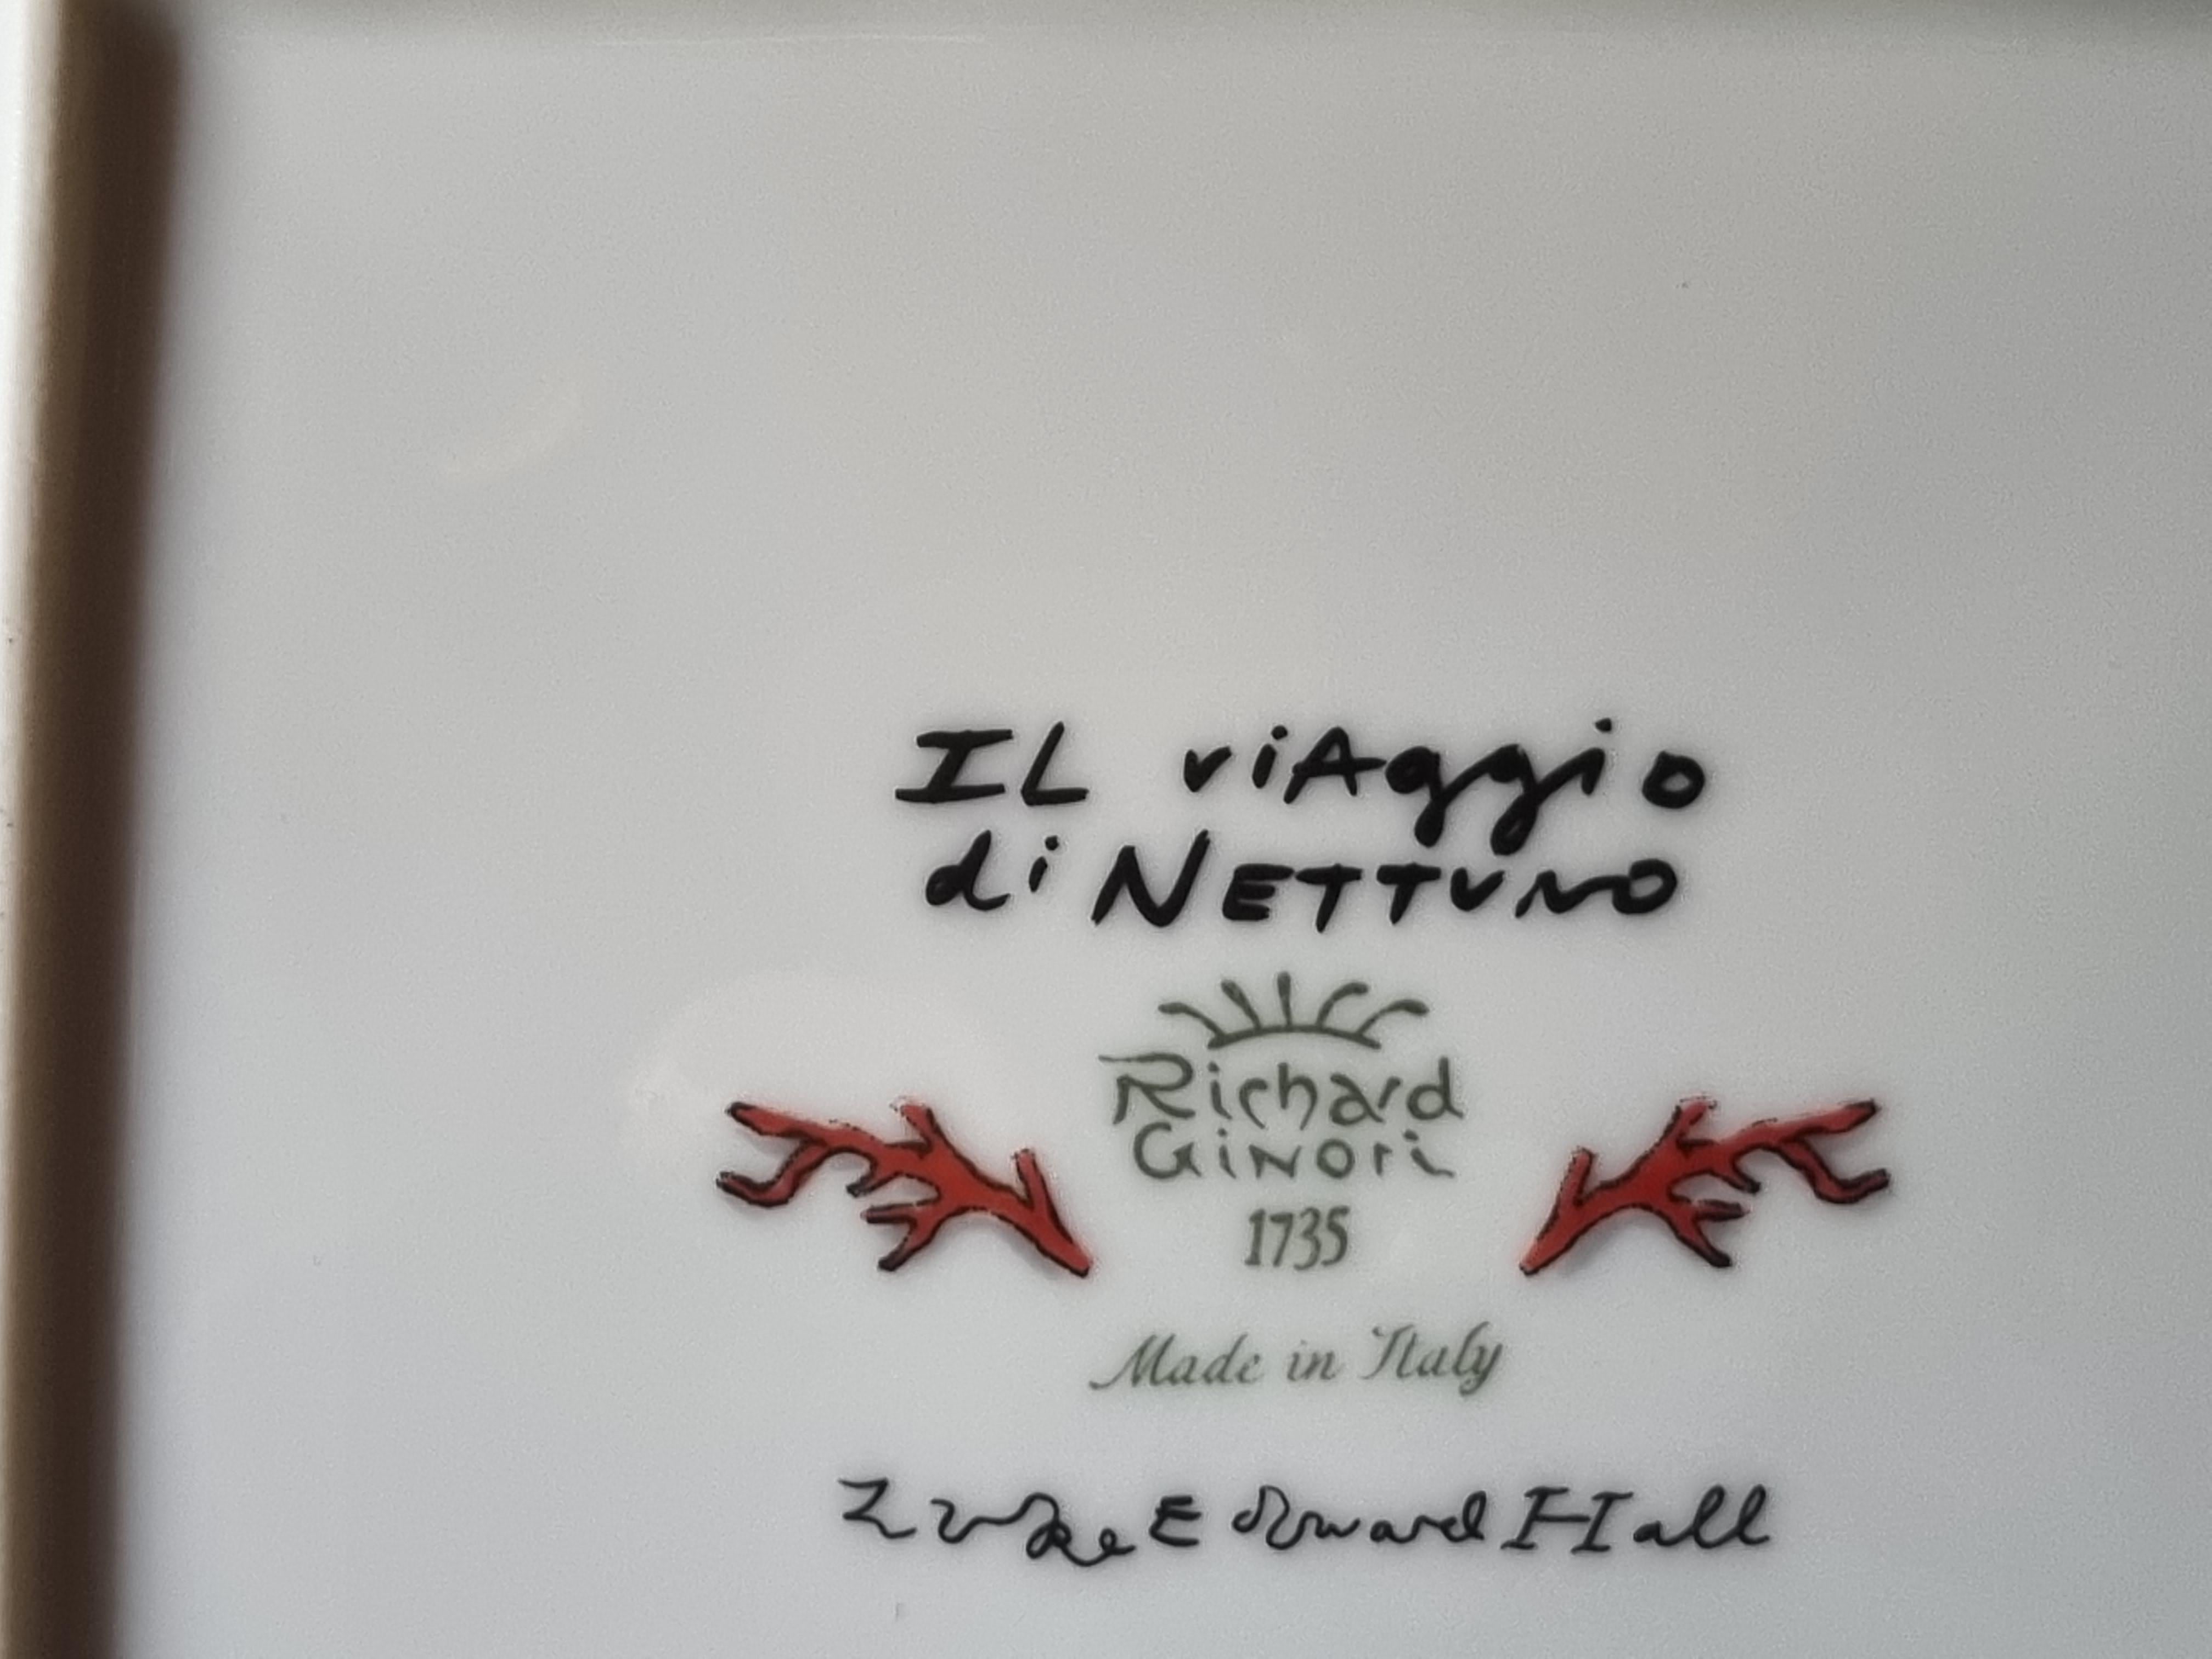 IL viAggio
di NETTUNO
Richard
GiNori
1735
Made in Italy
Luke Edward Hall